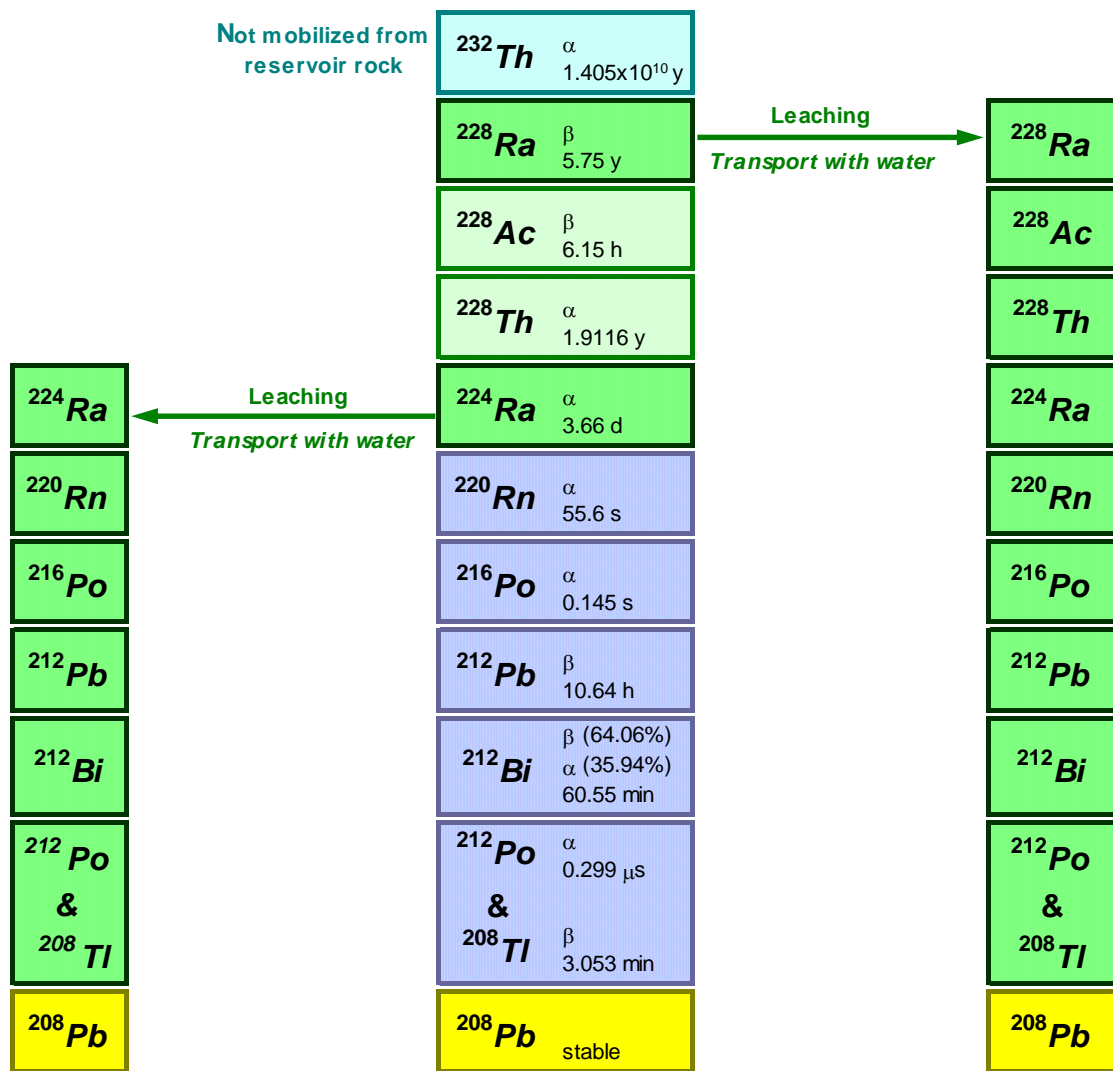 Not mobilized from
reservoir rock
²³²Th α
1.405x10¹⁰ y
²²⁸Ra β
5.75 y
Leaching
Transport with water
²²⁸Ra
²²⁸Ac β
6.15 h
²²⁸Ac
²²⁸Th α
1.9116 y
²²⁸Th
²²⁴Ra
Leaching
Transport with water
²²⁴Ra α
3.66 d
²²⁴Ra
²²⁰Rn
²²⁰Rn α
55.6 s
²²⁰Rn
²¹⁶Po
²¹⁶Po α
0.145 s
²¹⁶Po
²¹²Pb
²¹²Pb β
10.64 h
²¹²Pb
²¹²Bi
²¹²Bi β (64.06%)
α (35.94%)
60.55 min
²¹²Bi
²¹²Po
&
²⁰⁸Tl
²¹²Po α
0.299 μs
&
²⁰⁸Tl β
3.053 min
²¹²Po
&
²⁰⁸Tl
²⁰⁸Pb
²⁰⁸Pb stable
²⁰⁸Pb